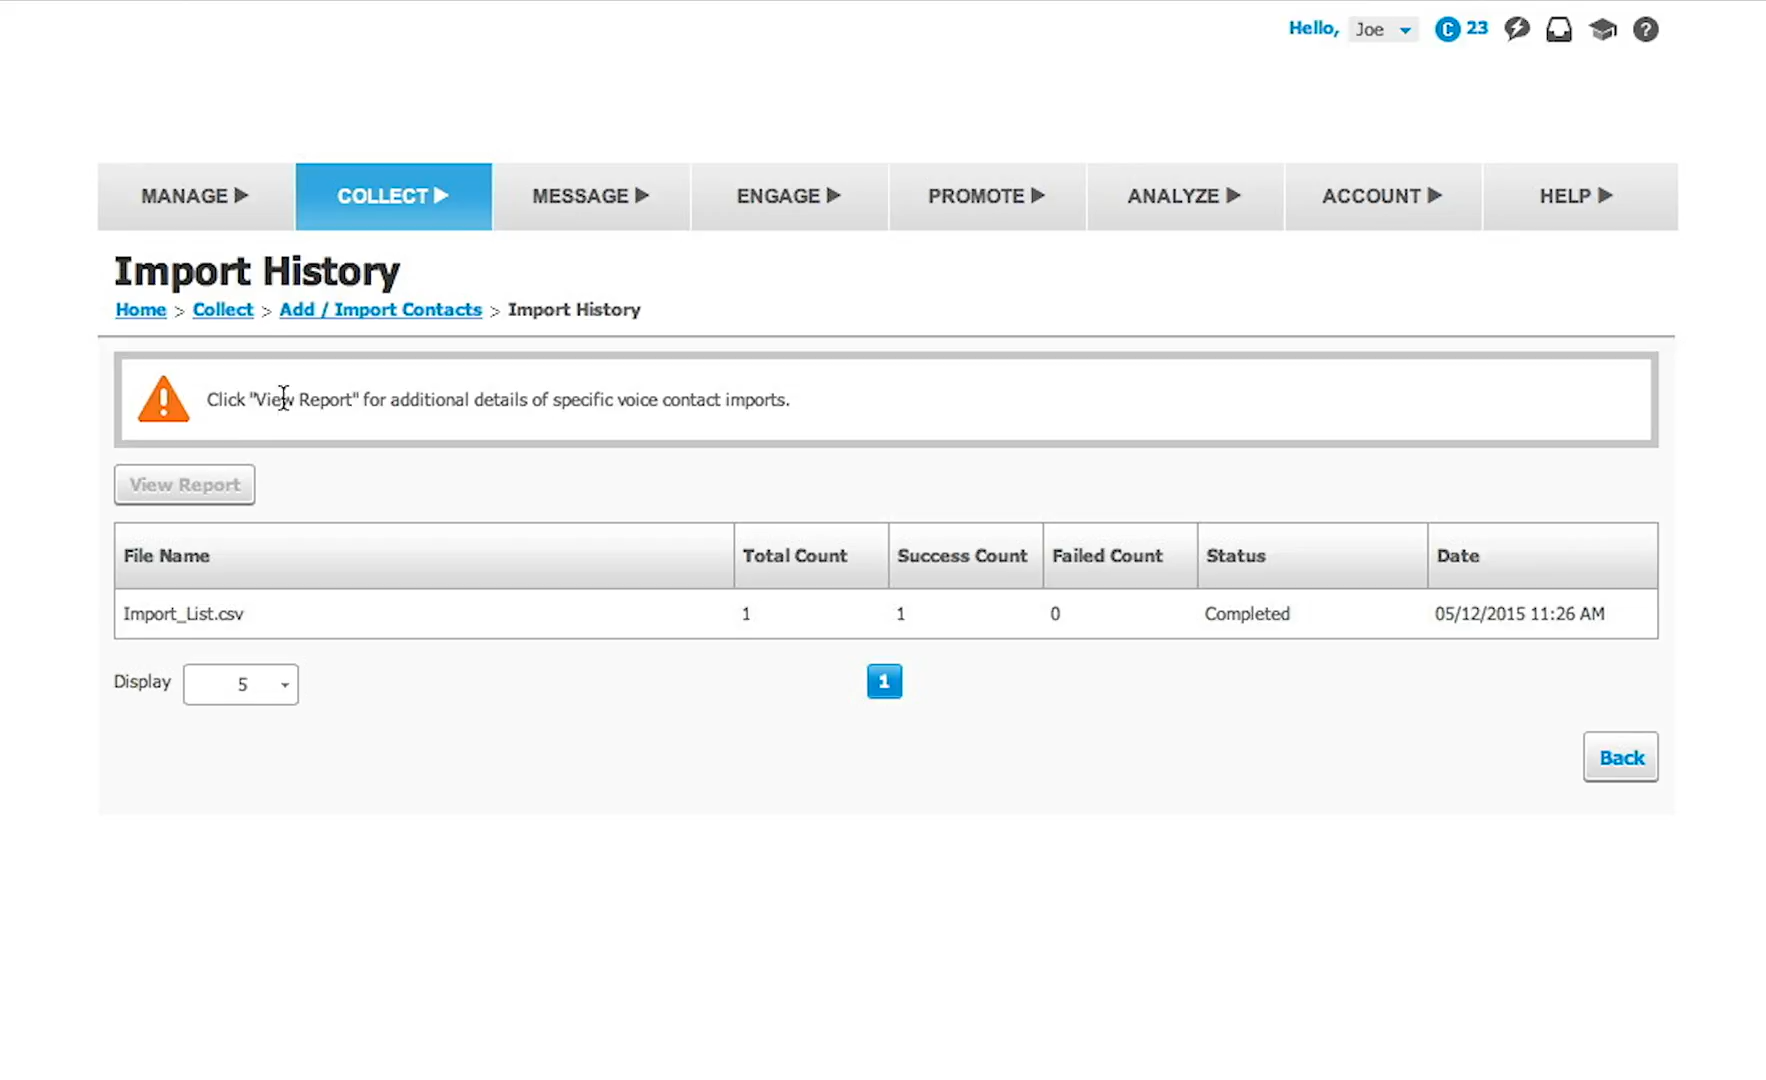 Hello, Joe 23
MANAGE COLLECT MESSAGE ENGAGE PROMOTE ANALYZE ACCOUNT HELP
Import History
Home > Collect > Add / Import Contacts > Import History
Click "View Report" for additional details of specific voice contact imports.
View Report
File Name Total Count Success Count Failed Count Status Date
Import_List.csv 1 1 0 Completed 05/12/2015 11:26 AM
Display 5 1
Back